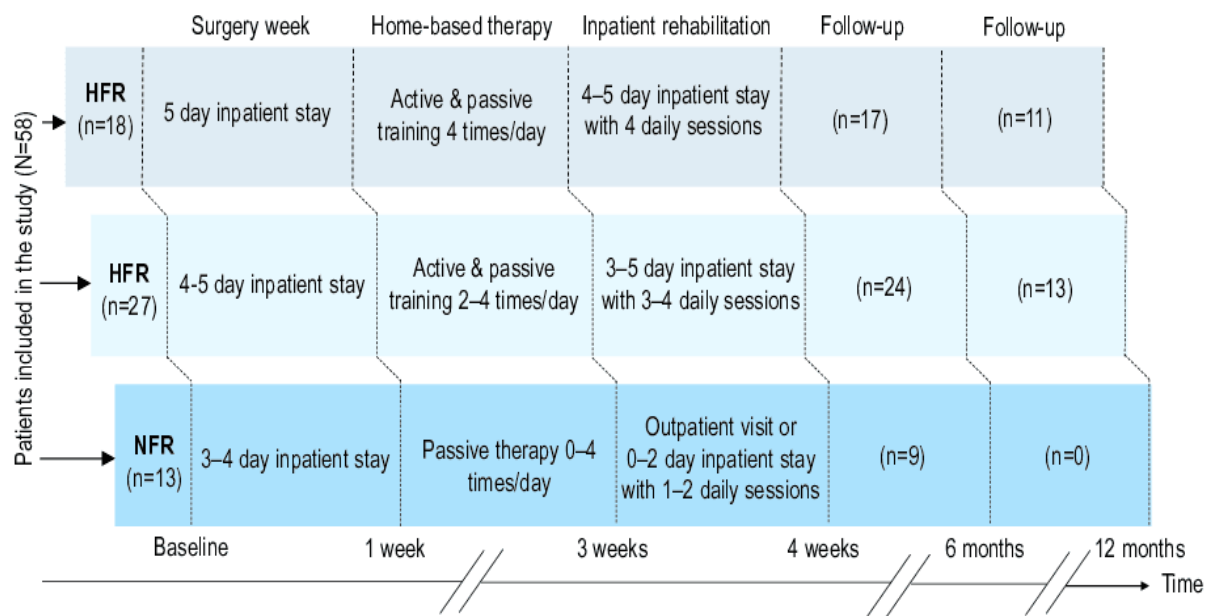 Surgery week
Home-based therapy
Inpatient rehabilitation
Follow-up
Follow-up
Patients included in the study (N=58)
HFR
(n=18)
5 day inpatient stay
Active & passive
training 4 times/day
4–5 day inpatient stay
with 4 daily sessions
(n=17)
(n=11)
HFR
(n=27)
4-5 day inpatient stay
Active & passive
training 2–4 times/day
3–5 day inpatient stay
with 3–4 daily sessions
(n=24)
(n=13)
NFR
(n=13)
3–4 day inpatient stay
Passive therapy 0–4
times/day
Outpatient visit or
0–2 day inpatient stay
with 1–2 daily sessions
(n=9)
(n=0)
Baseline
1 week
3 weeks
4 weeks
6 months
12 months
Time